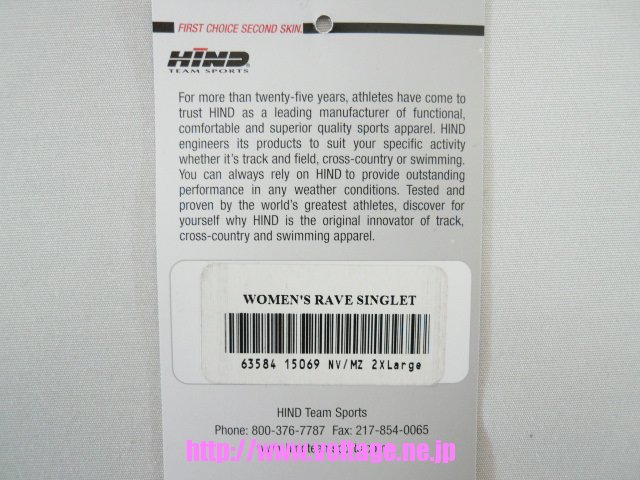 FIRST CHOICE SECOND SKIN.
HIND®
TEAM SPORTS
For more than twenty-five years, athletes have come to
trust HIND as a leading manufacturer of functional,
comfortable and superior quality sports apparel. HIND
engineers its products to suit your specific activity
whether it's track and field, cross-country or swimming.
You can always rely on HIND to provide outstanding
performance in any weather conditions. Tested and
proven by the world's greatest athletes, discover for
yourself why HIND is the original innovator of track,
cross-country and swimming apparel.
WOMEN'S RAVE SINGLET
63584 15069 NV/MZ 2XLarge
HIND Team Sports
Phone: 800-376-7787 Fax: 217-854-0065
http://www.voltage.ne.jp